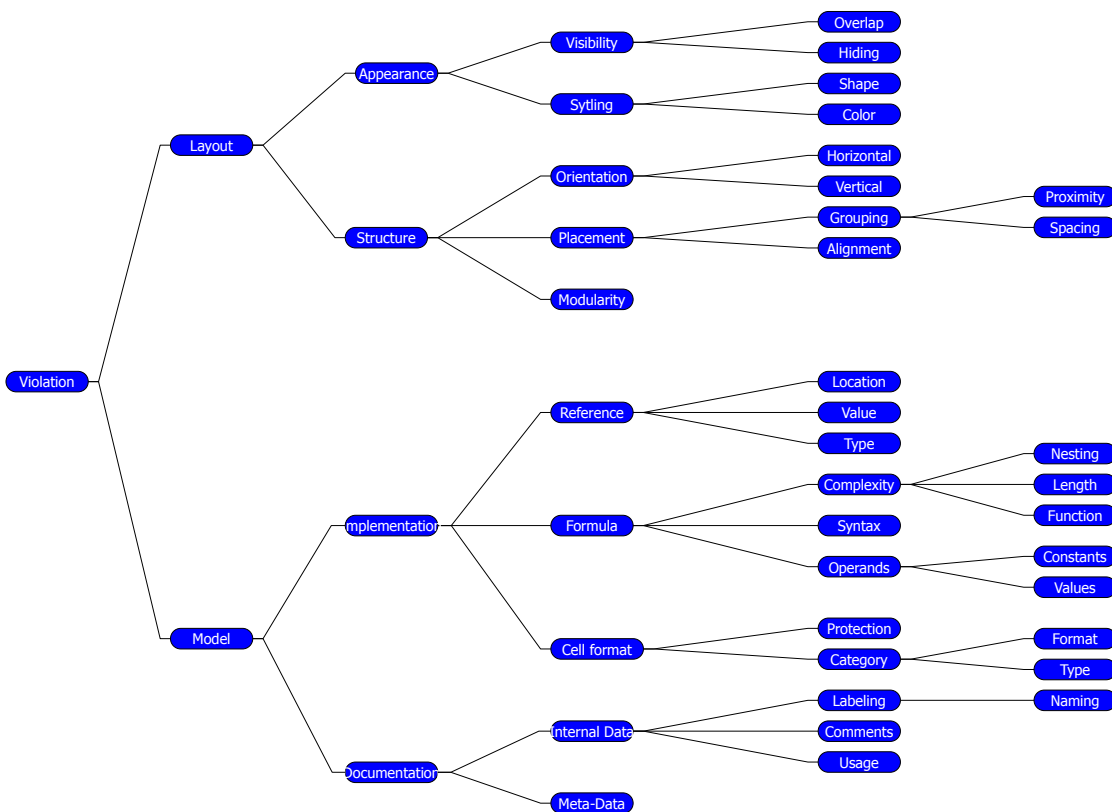 Overlap
Visibility
Hiding
Appearance
Shape
Sytling
Color
Layout
Horizontal
Orientation
Vertical
Proximity
Grouping
Structure
Placement
Spacing
Alignment
Modularity
Violation
Location
Reference
Value
Type
Nesting
Complexity
Length
Function
Implementation
Formula
Syntax
Constants
Operands
Values
Protection
Model
Cell format
Format
Category
Type
Labeling
Naming
Internal Data
Comments
Usage
Documentation
Meta-Data